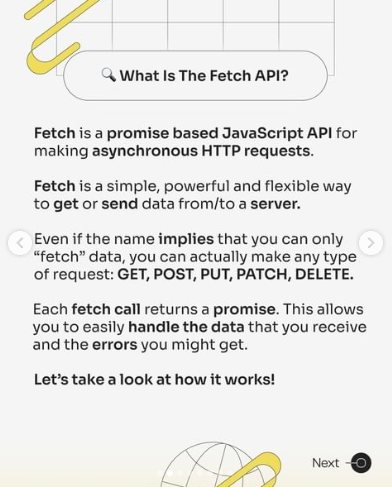 🔍 What Is The Fetch API?
Fetch is a promise based JavaScript API for
making asynchronous HTTP requests.
Fetch is a simple, powerful and flexible way
to get or send data from/to a server.
Even if the name implies that you can only
“fetch” data, you can actually make any type
of request: GET, POST, PUT, PATCH, DELETE.
Each fetch call returns a promise. This allows
you to easily handle the data that you receive
and the errors you might get.
Let’s take a look at how it works!
Next